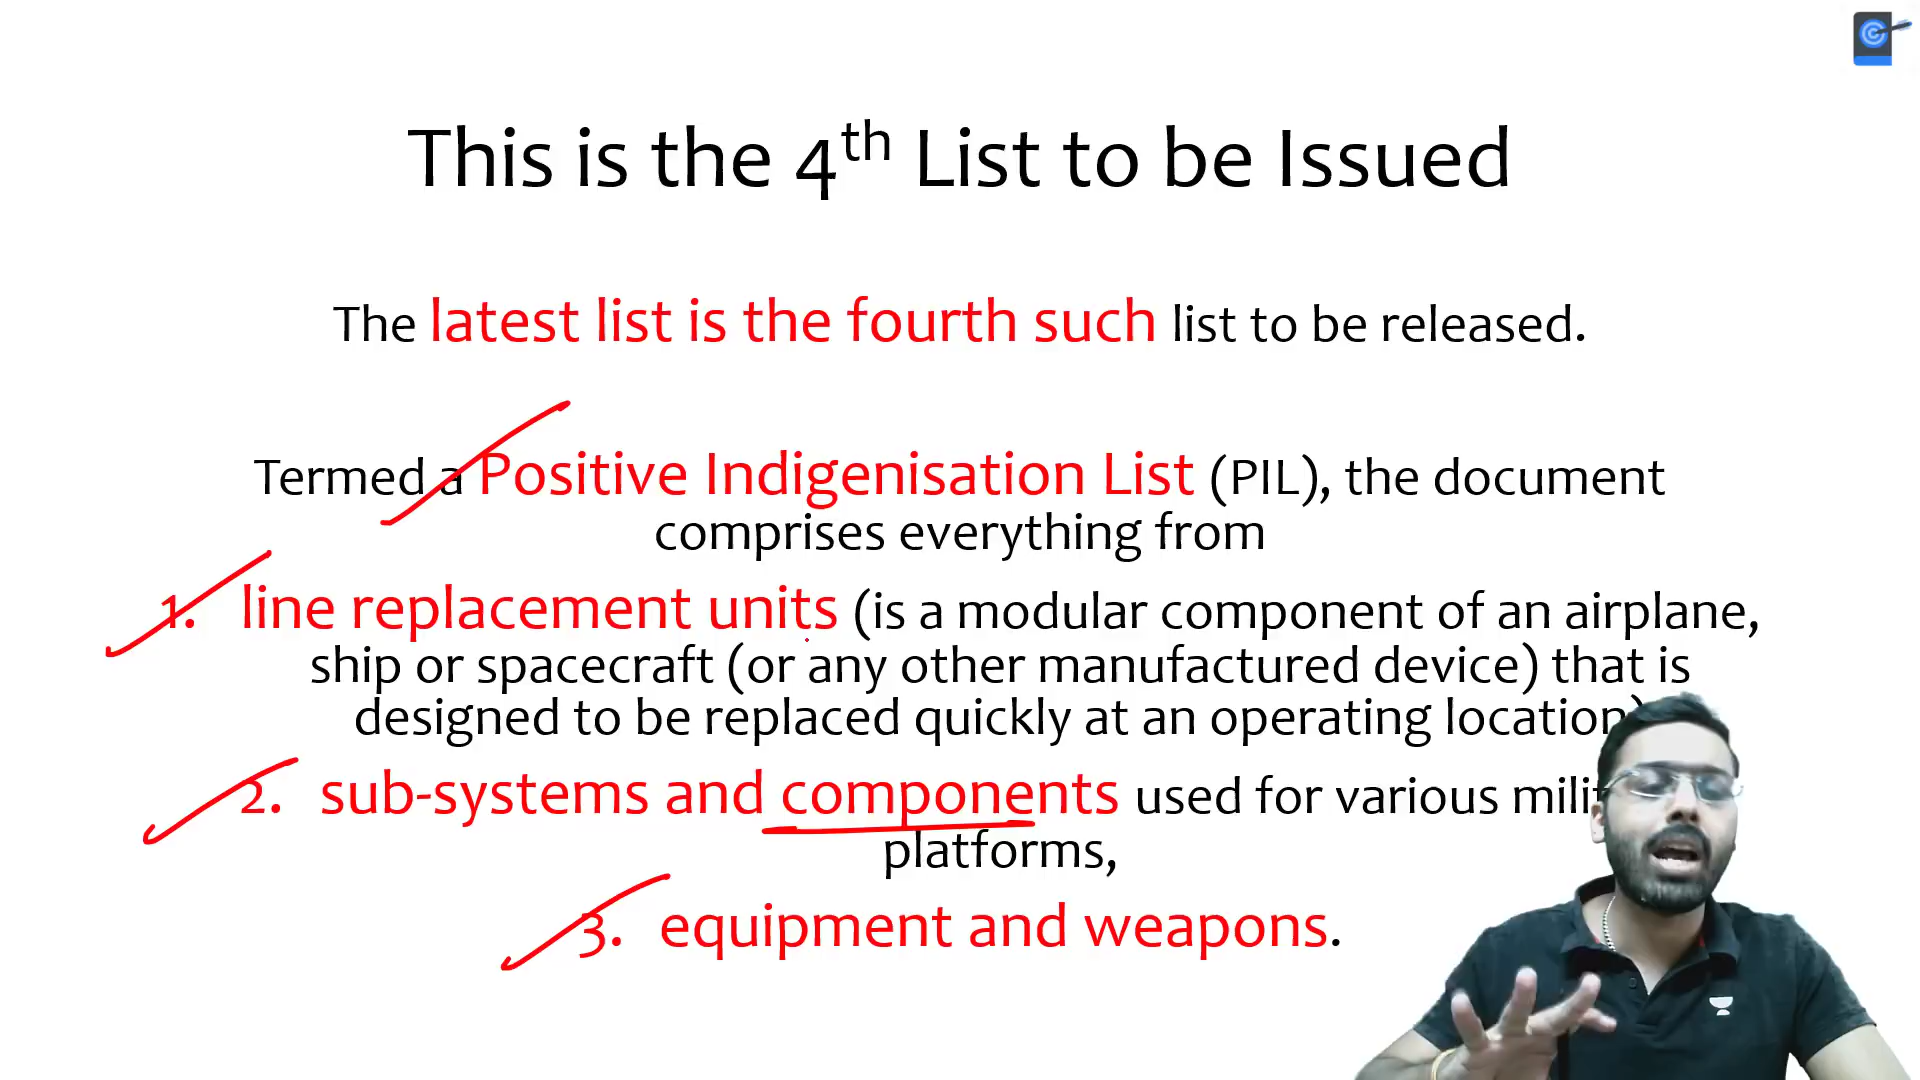 This is the 4th List to be Issued
The latest list is the fourth such list to be released.
Termed a Positive Indigenisation List (PIL), the document
comprises everything from
1. line replacement units (is a modular component of an airplane,
ship or spacecraft (or any other manufactured device) that is
designed to be replaced quickly at an operating location)
2. sub-systems and components used for various
platforms,
3. equipment and weapons.